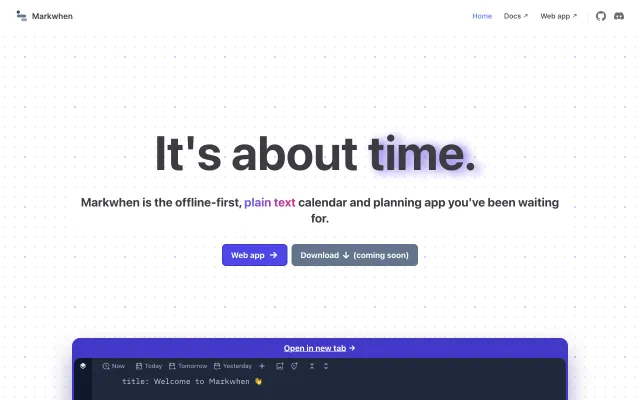 Markwhen
Home Docs ↗ Web app ↗
It's about time.
Markwhen is the offline-first, plain text calendar and planning app you've been waiting
for.
Web app → Download ↓ (coming soon)
Open in new tab →
Now Today Tomorrow Yesterday
title: Welcome to Markwhen 👋